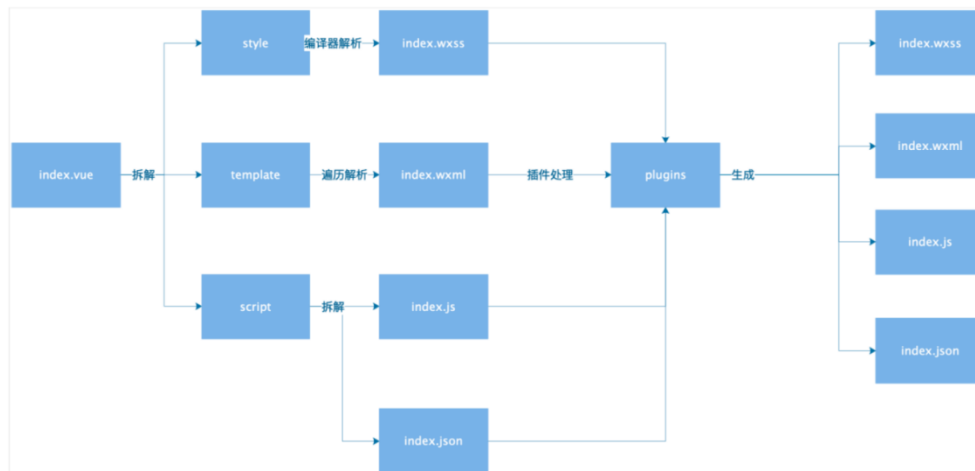 style
编译器解析
index.wxss
index.wxss
index.vue
拆解
template
遍历解析
index.wxml
插件处理
plugins
生成
index.wxml
index.js
script
拆解
index.js
index.json
index.json